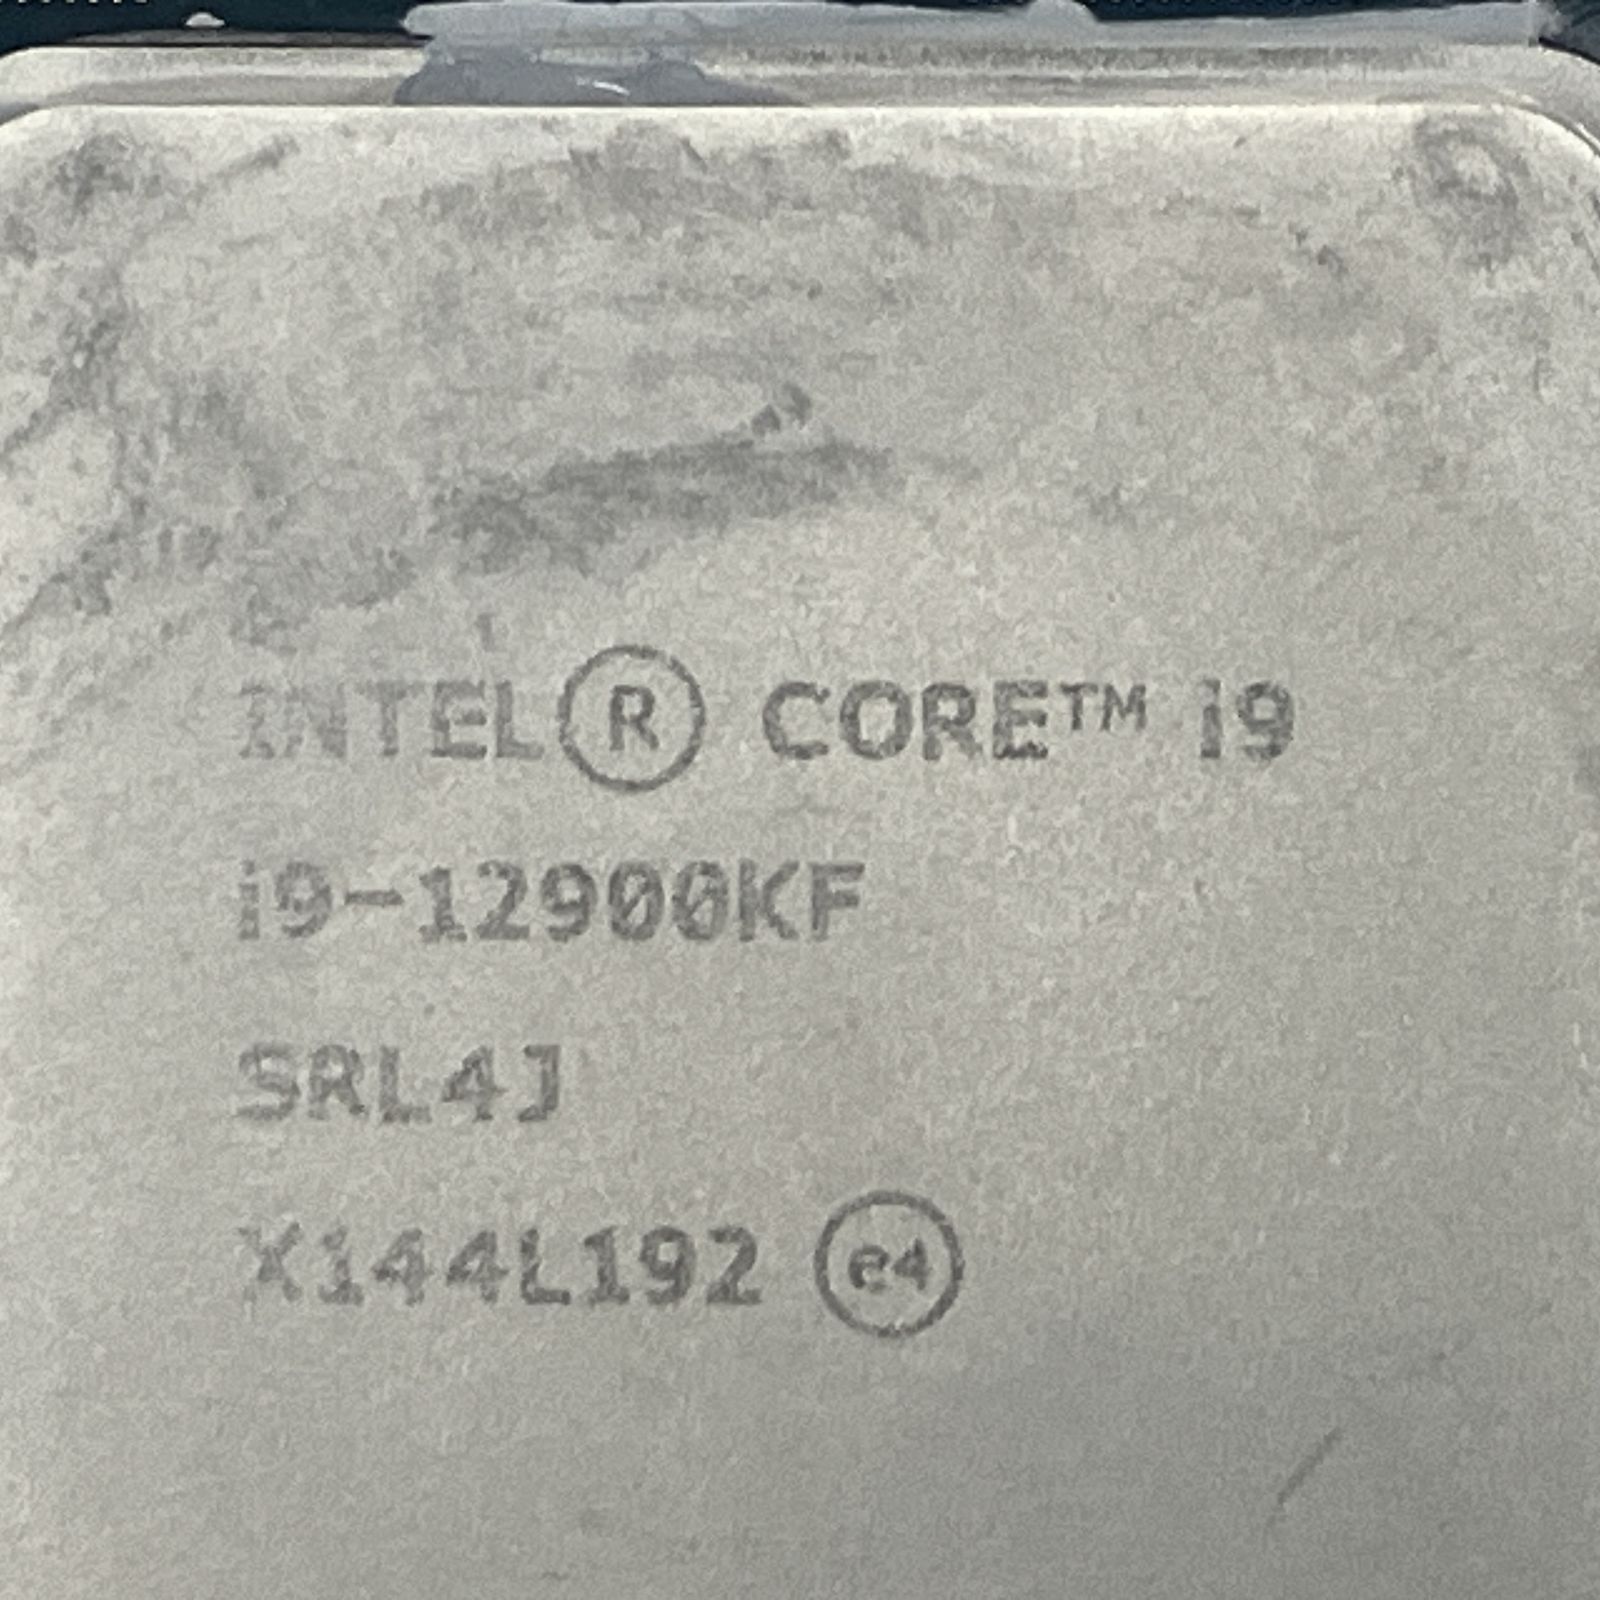 INTEL® CORE™ i9
i9-12900KF
SRL4J
X144L192 e4